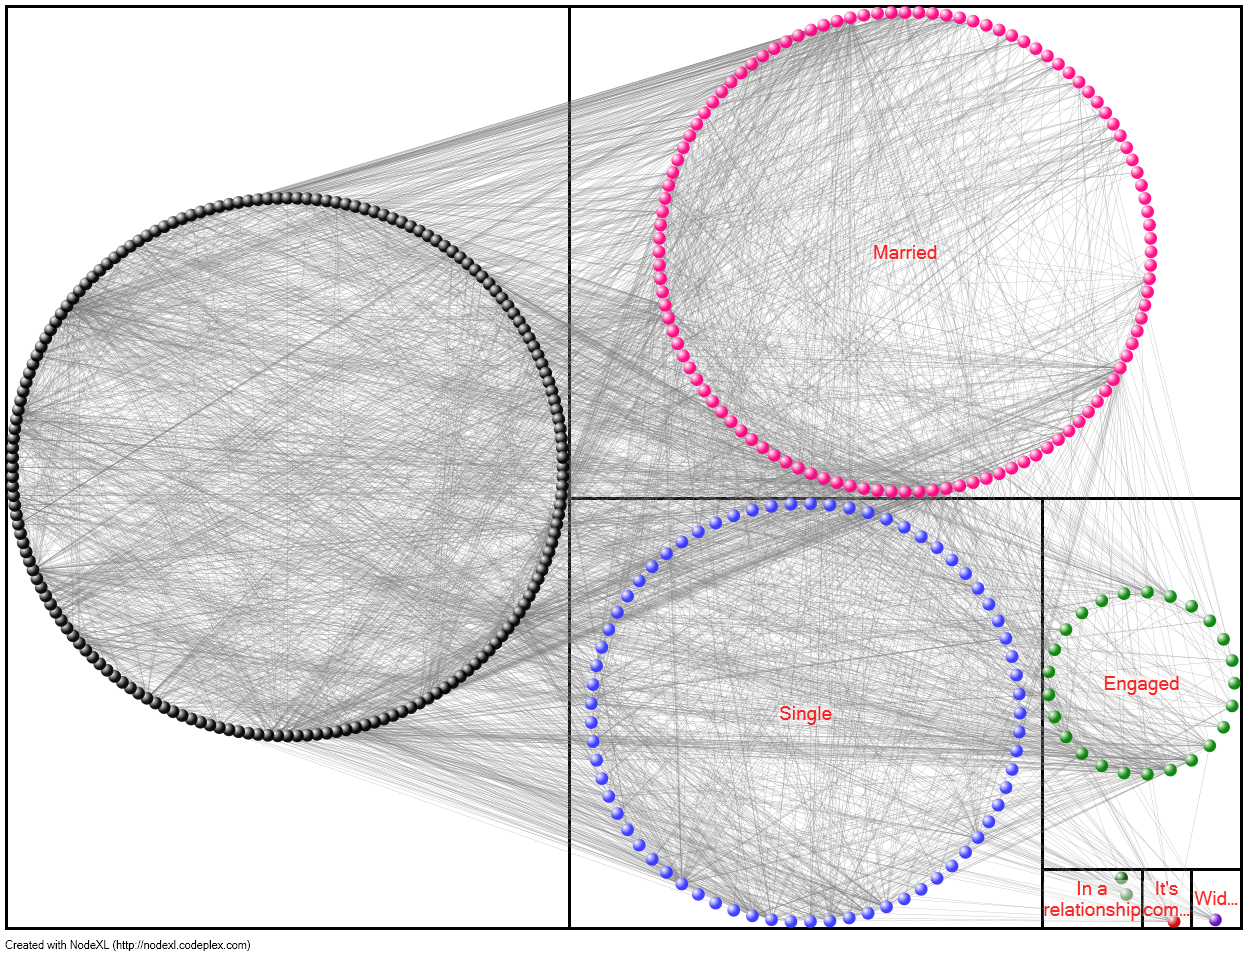 Married
Single
Engaged
In a
relationship
It's
com...
Wid...
Created with NodeXL (http://nodexl.codeplex.com)